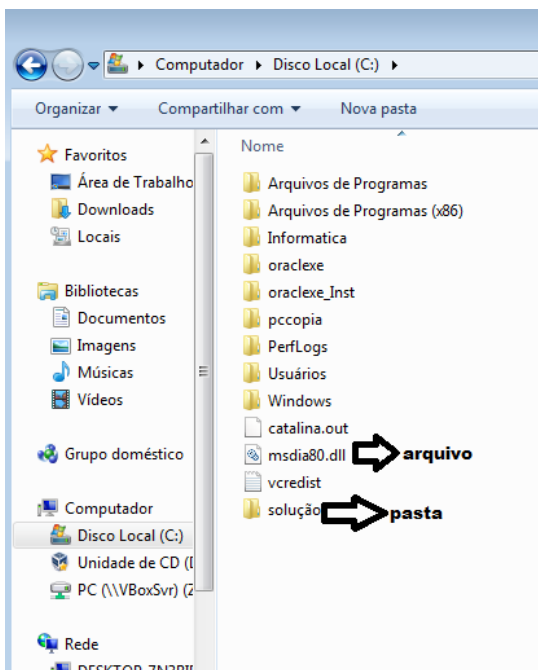 Computador Disco Local (C:)
Organizar Compartilhar com Nova pasta
Favoritos
Área de Trabalho
Downloads
Locais
Bibliotecas
Documentos
Imagens
Músicas
Vídeos
Grupo doméstico
Computador
Disco Local (C:)
Unidade de CD (
PC (\\VBoxSvr) (Z
Rede
Nome
Arquivos de Programas
Arquivos de Programas (x86)
Informatica
oraclexe
oraclexe_Inst
pccopia
PerfLogs
Usuários
Windows
catalina.out
msdia80.dll arquivo
vcredist
solução pasta